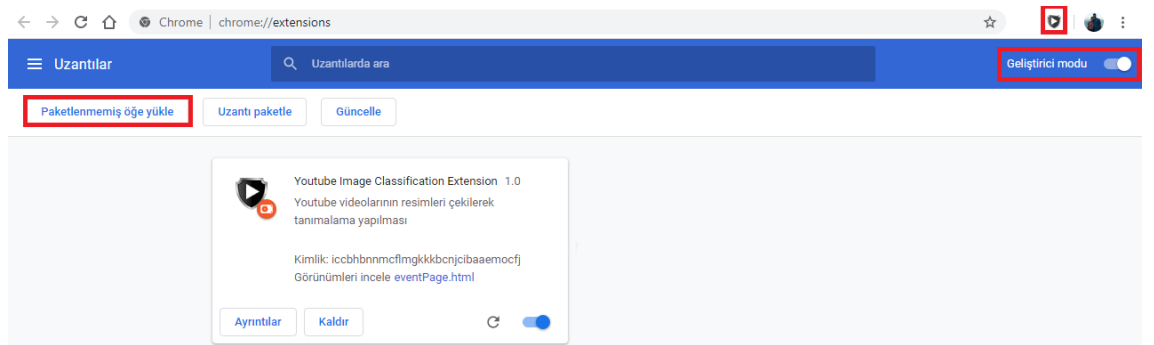 Chrome | chrome://extensions
Uzantılar
Uzantılarda ara
Geliştirici modu
Paketlenmemiş öğe yükle
Uzantı paketle
Güncelle
Youtube Image Classification Extension 1.0
Youtube videolarının resimleri çekilerek
tanımalama yapılması
Kimlik: iccbhbnnmcflmgkkkbcnjcibaaemocfj
Görünümleri incele eventPage.html
Ayrıntılar
Kaldır